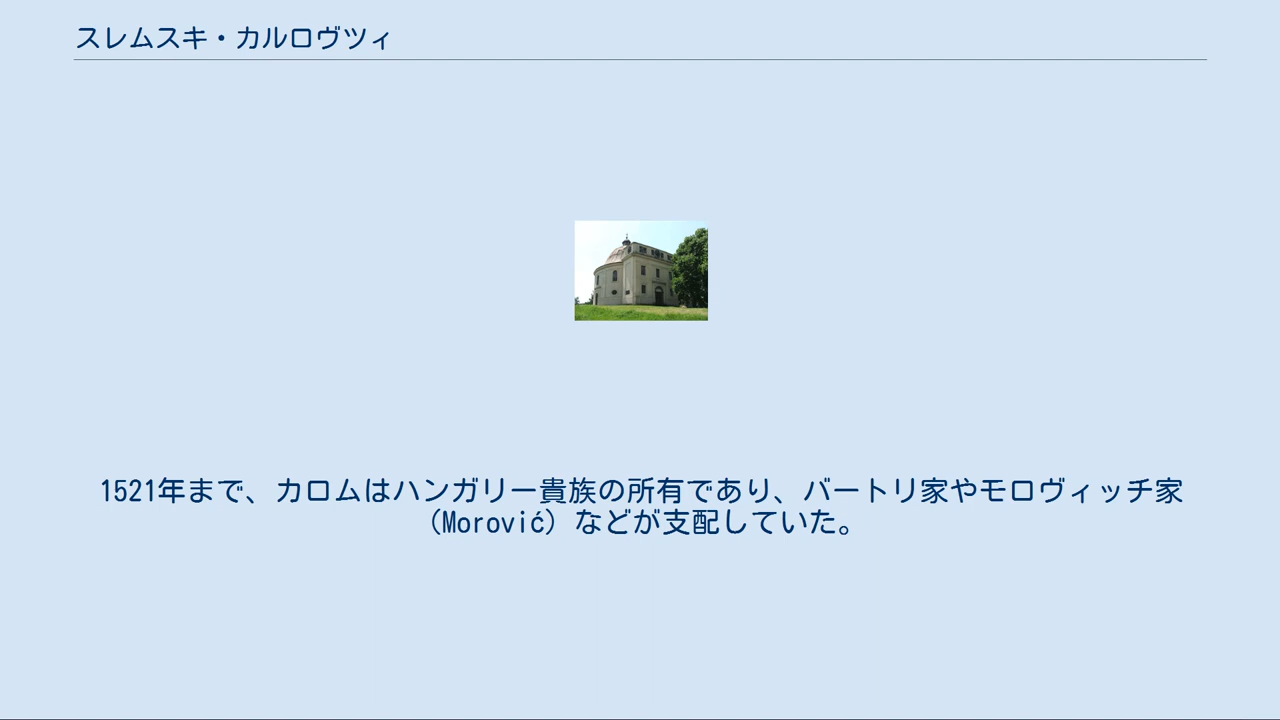 スレムスキ・カルロヴツィ
1521年まで、カロムはハンガリー貴族の所有であり、バートリ家やモロヴィッチ家
（Morović）などが支配していた。